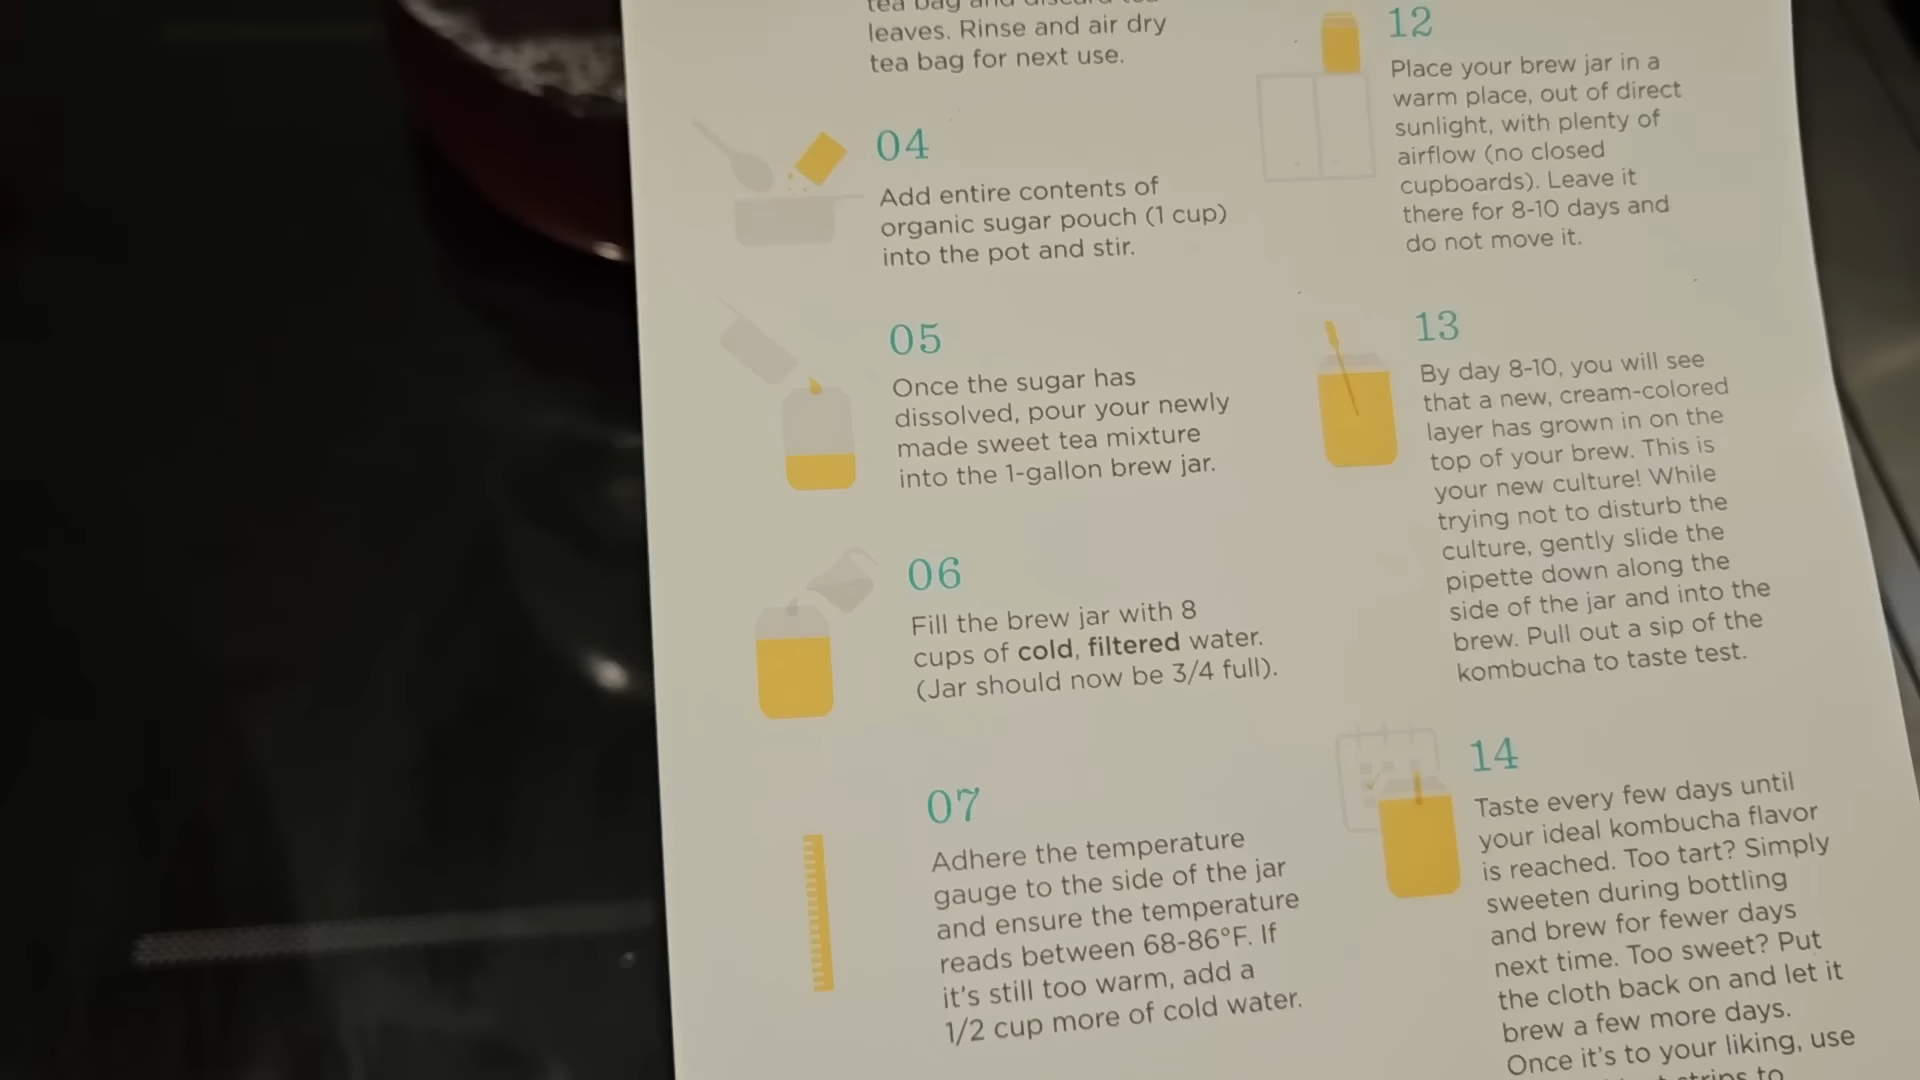 tea bag and discard tea
leaves. Rinse and air dry
tea bag for next use.
04
Add entire contents of
organic sugar pouch (1 cup)
into the pot and stir.
05
Once the sugar has
dissolved, pour your newly
made sweet tea mixture
into the 1-gallon brew jar.
06
Fill the brew jar with 8
cups of cold, filtered water.
(Jar should now be 3/4 full).
07
Adhere the temperature
gauge to the side of the jar
and ensure the temperature
reads between 68-86°F. If
it's still too warm, add a
1/2 cup more of cold water.
12
Place your brew jar in a
warm place, out of direct
sunlight, with plenty of
airflow (no closed
cupboards). Leave it
there for 8-10 days and
do not move it.
13
By day 8-10, you will see
that a new, cream-colored
layer has grown in on the
top of your brew. This is
your new culture! While
trying not to disturb the
culture, gently slide the
pipette down along the
side of the jar and into the
brew. Pull out a sip of the
kombucha to taste test.
14
Taste every few days until
your ideal kombucha flavor
is reached. Too tart? Simply
sweeten during bottling
and brew for fewer days
next time. Too sweet? Put
the cloth back on and let it
brew a few more days.
Once it's to your liking, use
strips to